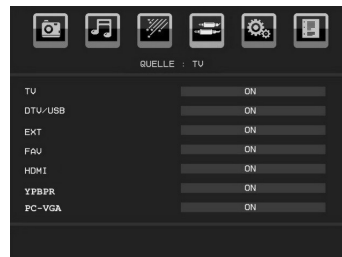 QUELLE : TV
TV ON
DTV/USB ON
EXT ON
FAV ON
HDMI ON
YPBPR ON
PC-VGA ON